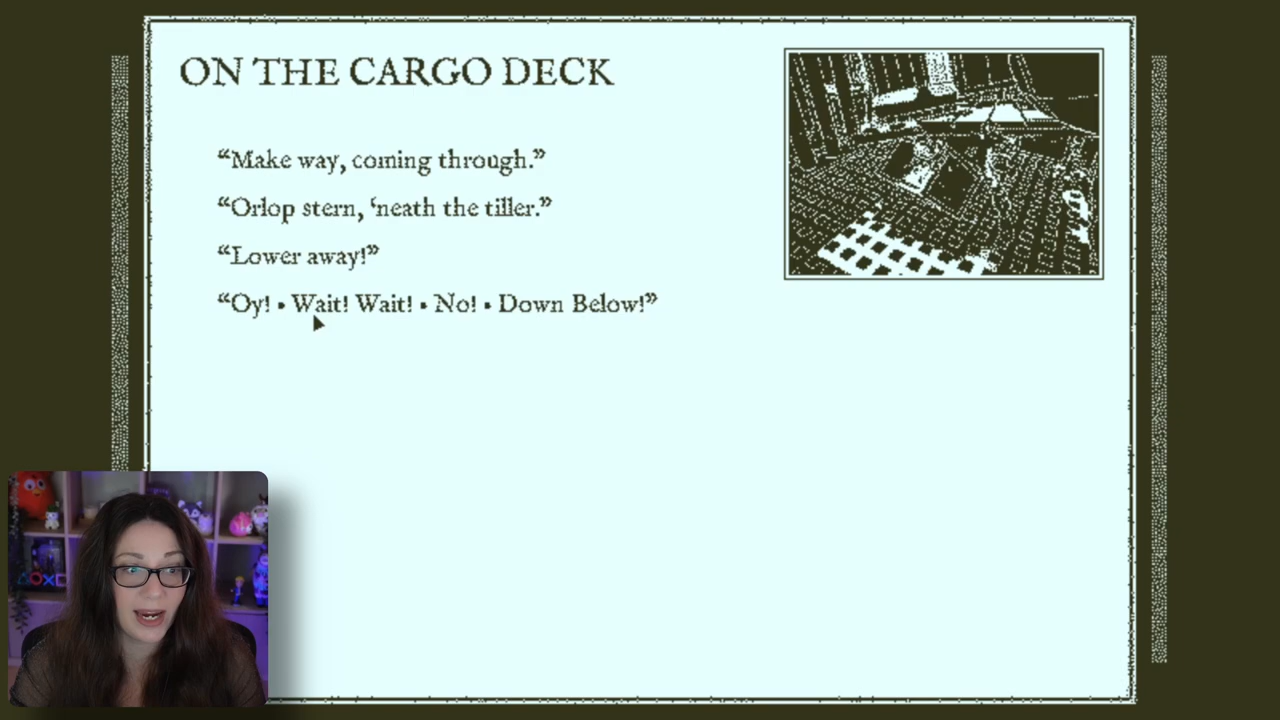 ON THE CARGO DECK
“Make way, coming through.”
“Orlop stern, ‘neath the tiller.”
“Lower away!”
“Oy! • Wait! Wait! • No! • Down Below!”